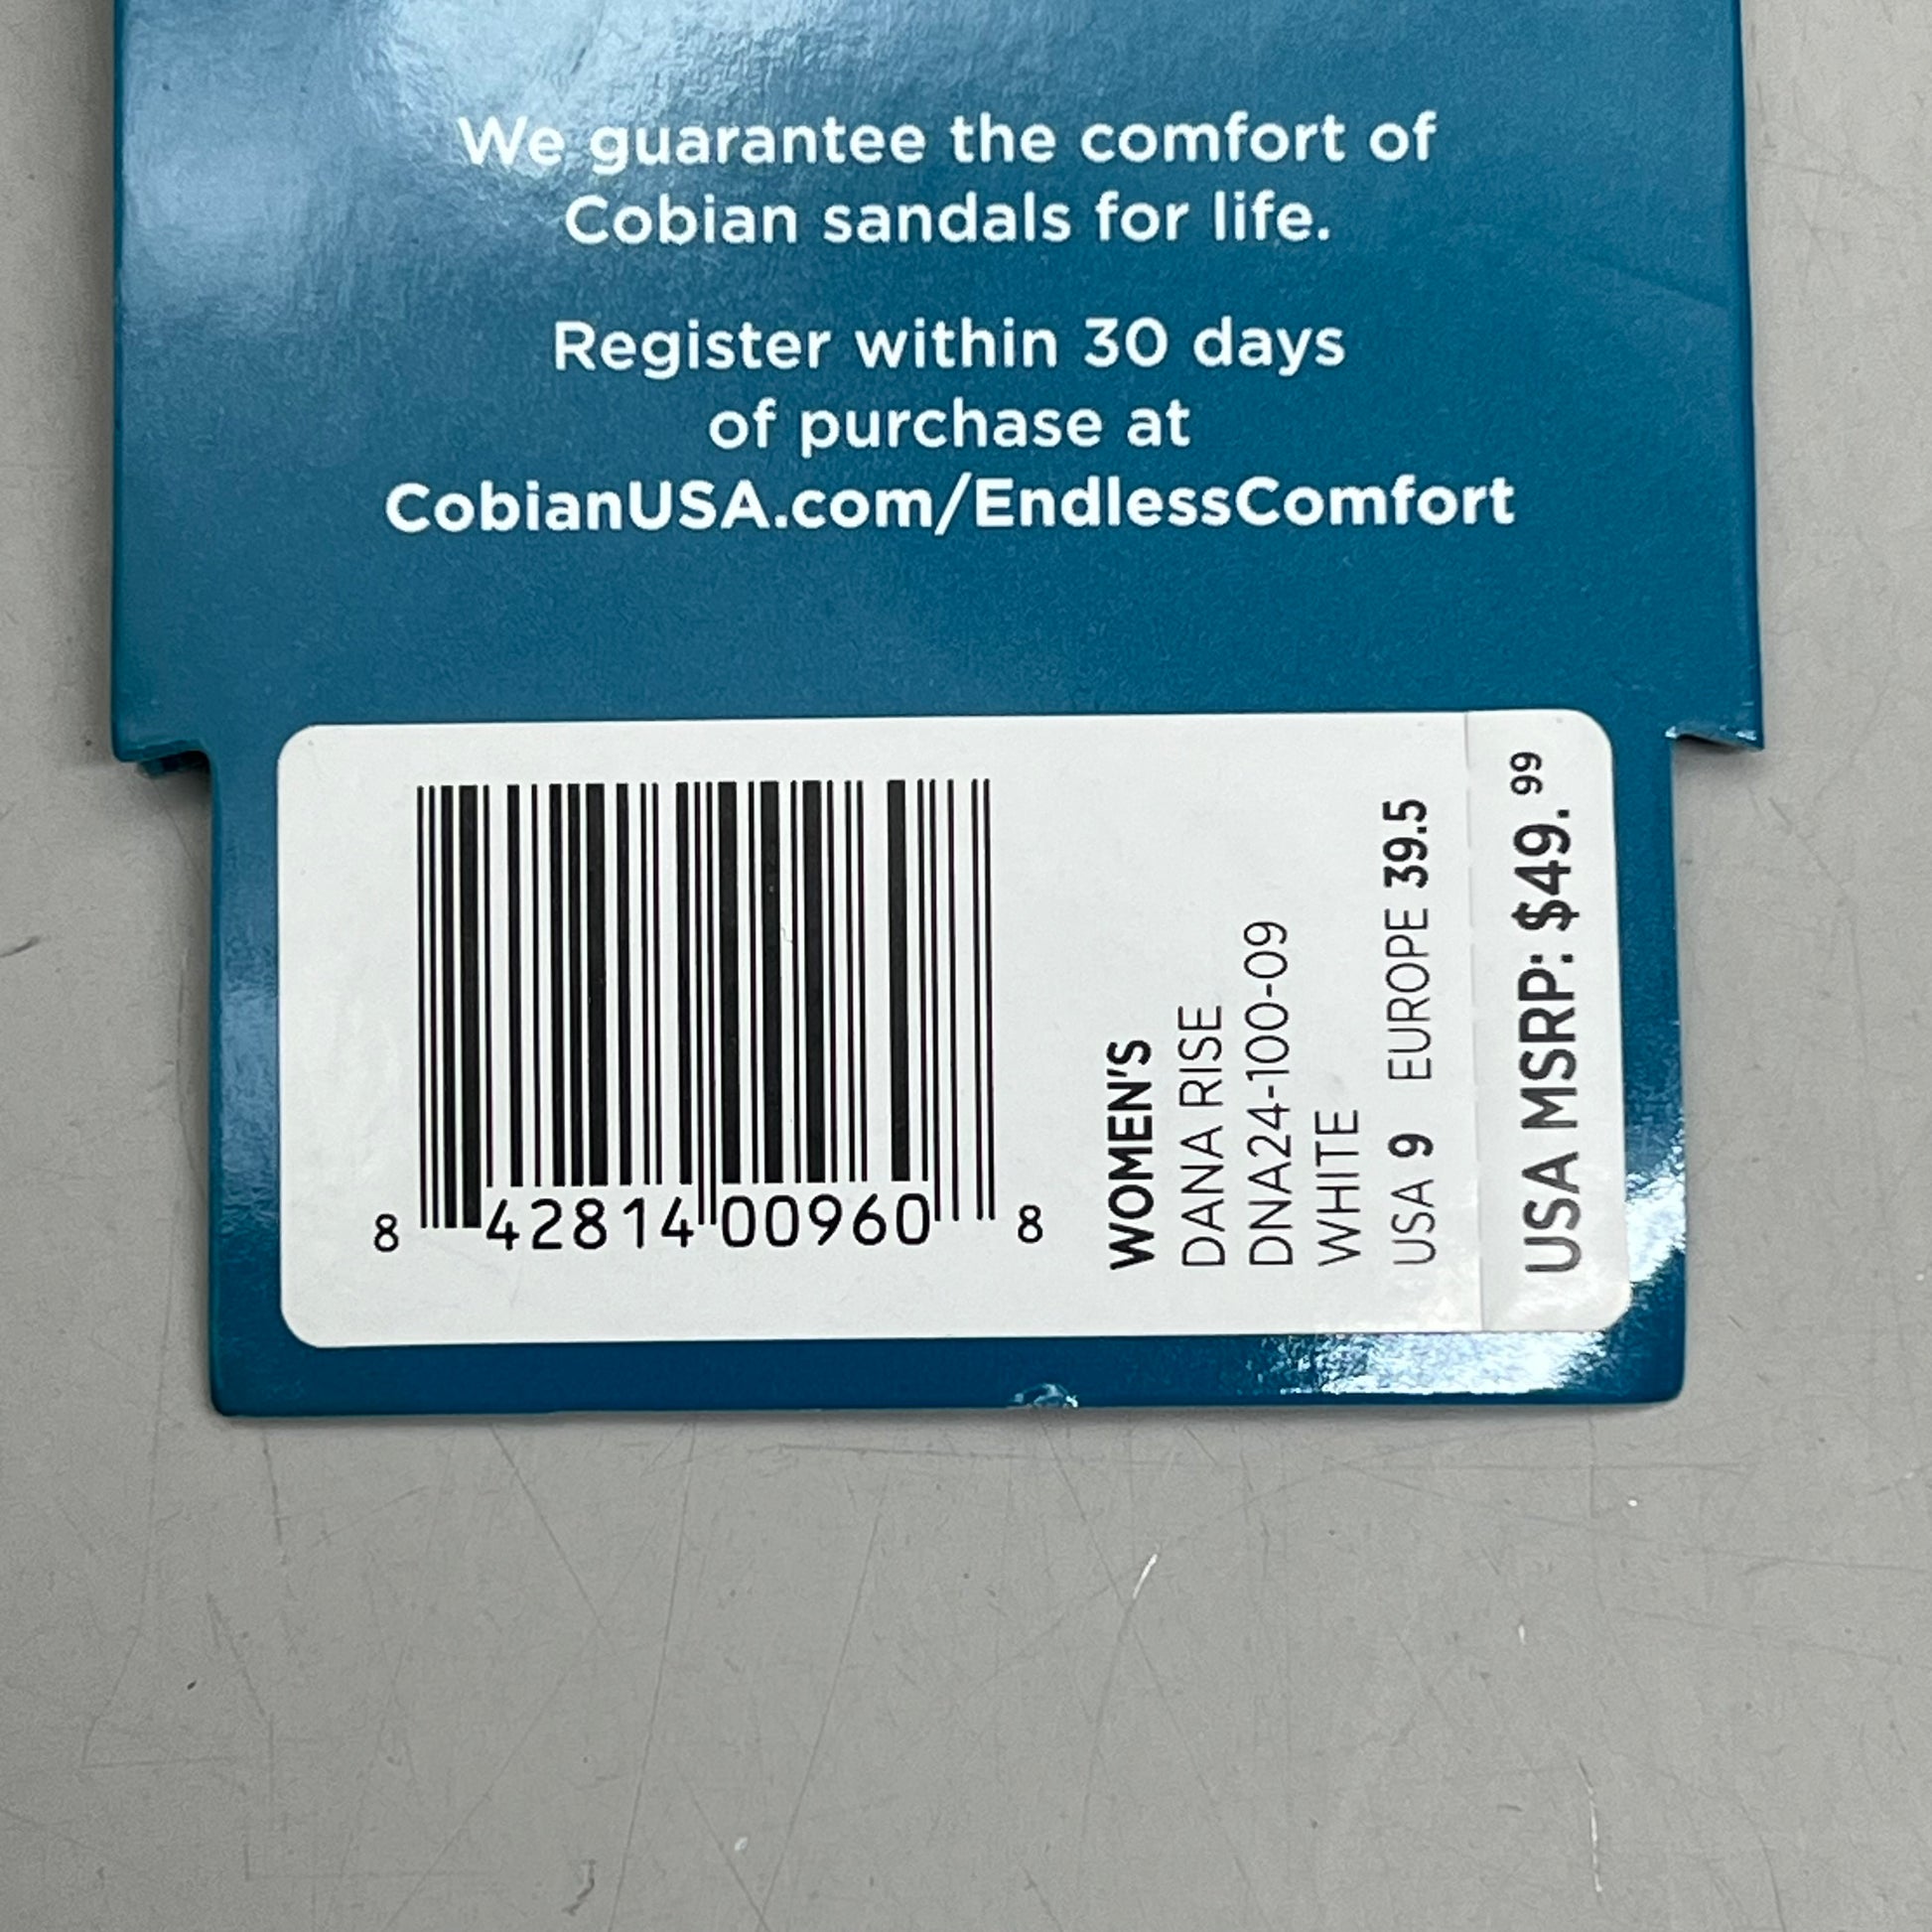 We guarantee the comfort of
Cobian sandals for life.
Register within 30 days
of purchase at
CobianUSA.com/EndlessComfort
8 42814 00960 8
WOMEN'S
DANA RISE
DNA24-100-09
WHITE
USA 9 EUROPE 39.5
USA MSRP: $49.99